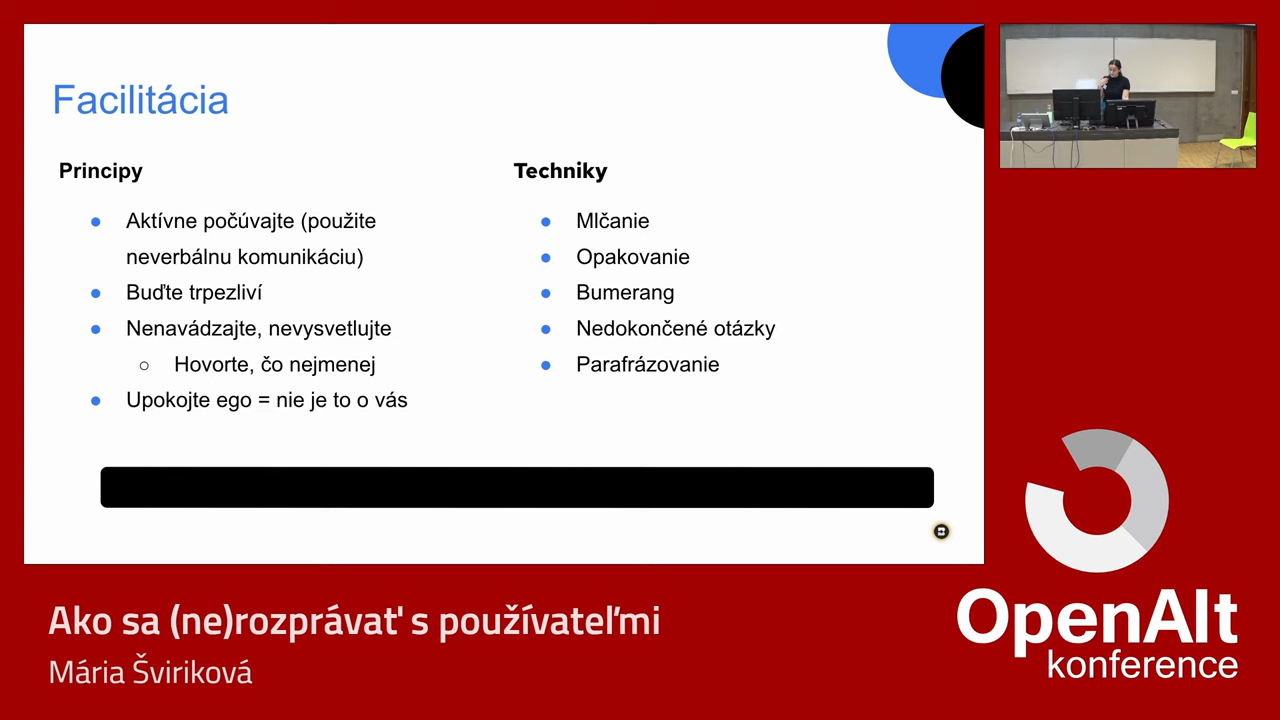 Facilitácia
Principy
Aktívne počúvajte (použite
neverbálnu komunikáciu)
Buďte trpezliví
Nenavádzajte, nevysvetlujte
Hovorte, čo nejmenej
Upokojte ego = nie je to o vás
Techniky
Mlčanie
Opakovanie
Bumerang
Nedokončené otázky
Parafrázovanie
Ako sa (ne)rozprávať s používateľmi
Mária Šviriková
OpenAlt
konference